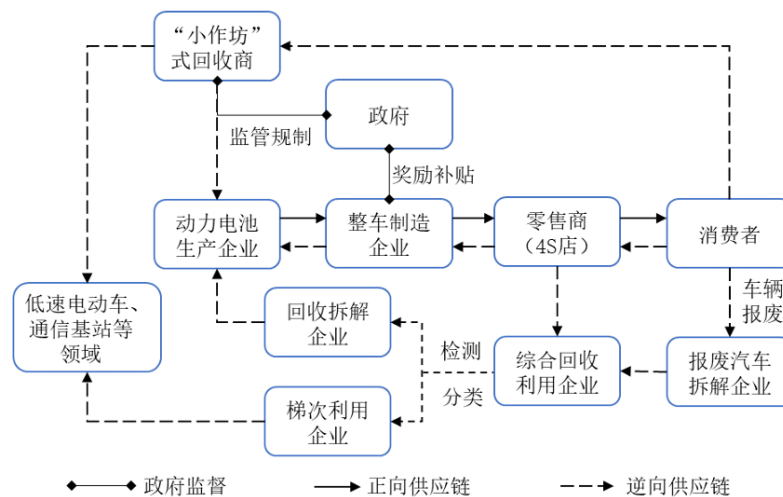 “小作坊”
式回收商
政府
监管规制
奖励补贴
动力电池
生产企业
整车制造
企业
零售商
（4S店）
消费者
车辆
报废
低速电动车、
通信基站等
领域
回收拆解
企业
检测
分类
综合回收
利用企业
报废汽车
拆解企业
梯次利用
企业
政府监督
正向供应链
逆向供应链